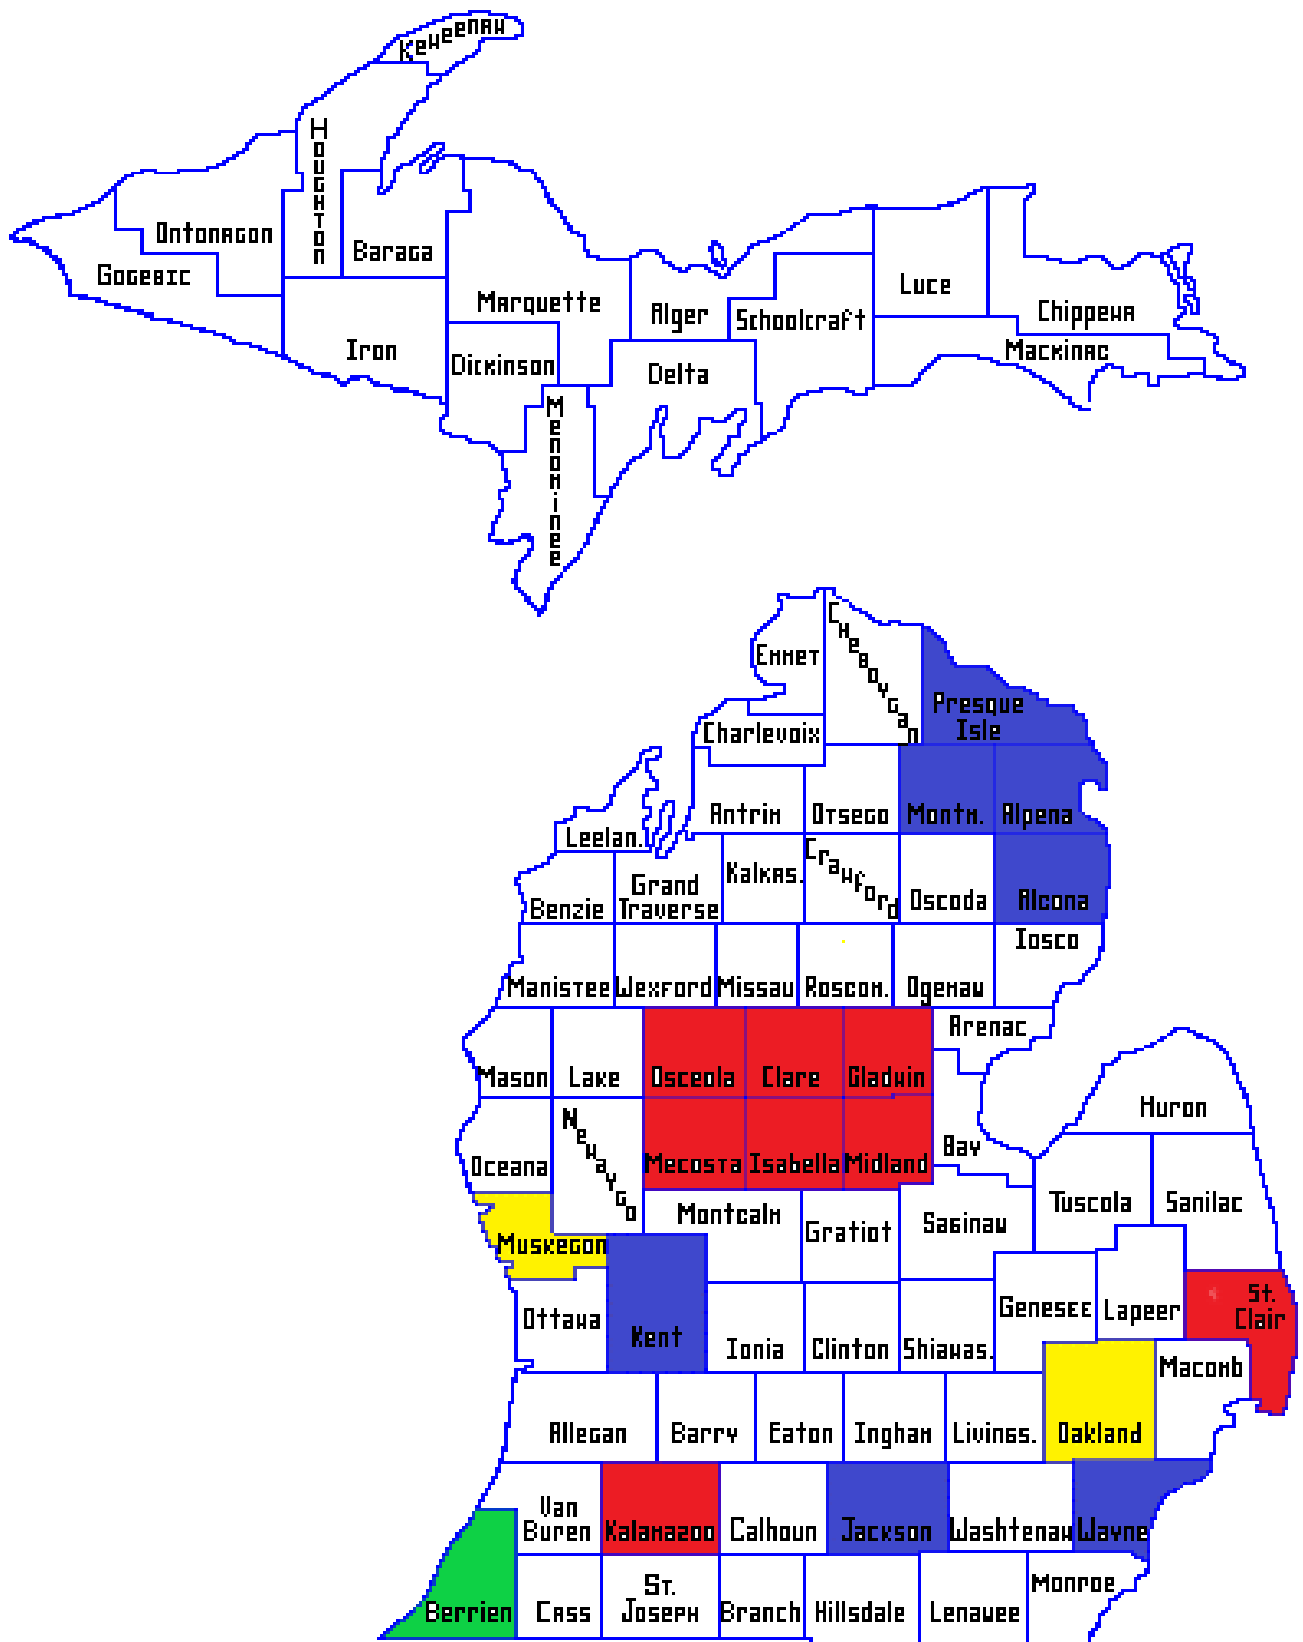 Keweenaw
Houghton
Ontonagon
Baraga
Gogebic
Iron
Marquette
Dickinson
Menominee
Alger
Delta
Schoolcraft
Luce
Chippewa
Mackinac
Emmet
Cheboygan
Presque
Isle
Charlevoix
Antrim
Otsego
Montm.
Alpena
Leelan.
Benzie
Grand
Traverse
Kalkas.
Crawford
Oscoda
Alcona
Manistee
Wexford
Missau
Roscom.
Ogemaw
Iosco
Arenac
Mason
Lake
Osceola
Clare
Gladwin
Huron
Oceana
Newaygo
Mecosta
Isabella
Midland
Bay
Tuscola
Sanilac
Muskegon
Montcalm
Gratiot
Saginaw
Ottawa
Kent
Ionia
Clinton
Shiawas.
Genesee
Lapeer
St.
Clair
Allegan
Barry
Eaton
Ingham
Livings.
Oakland
Macomb
Van
Buren
Kalamazoo
Calhoun
Jackson
Washtenaw
Wayne
Berrien
Cass
St.
Joseph
Branch
Hillsdale
Lenawee
Monroe